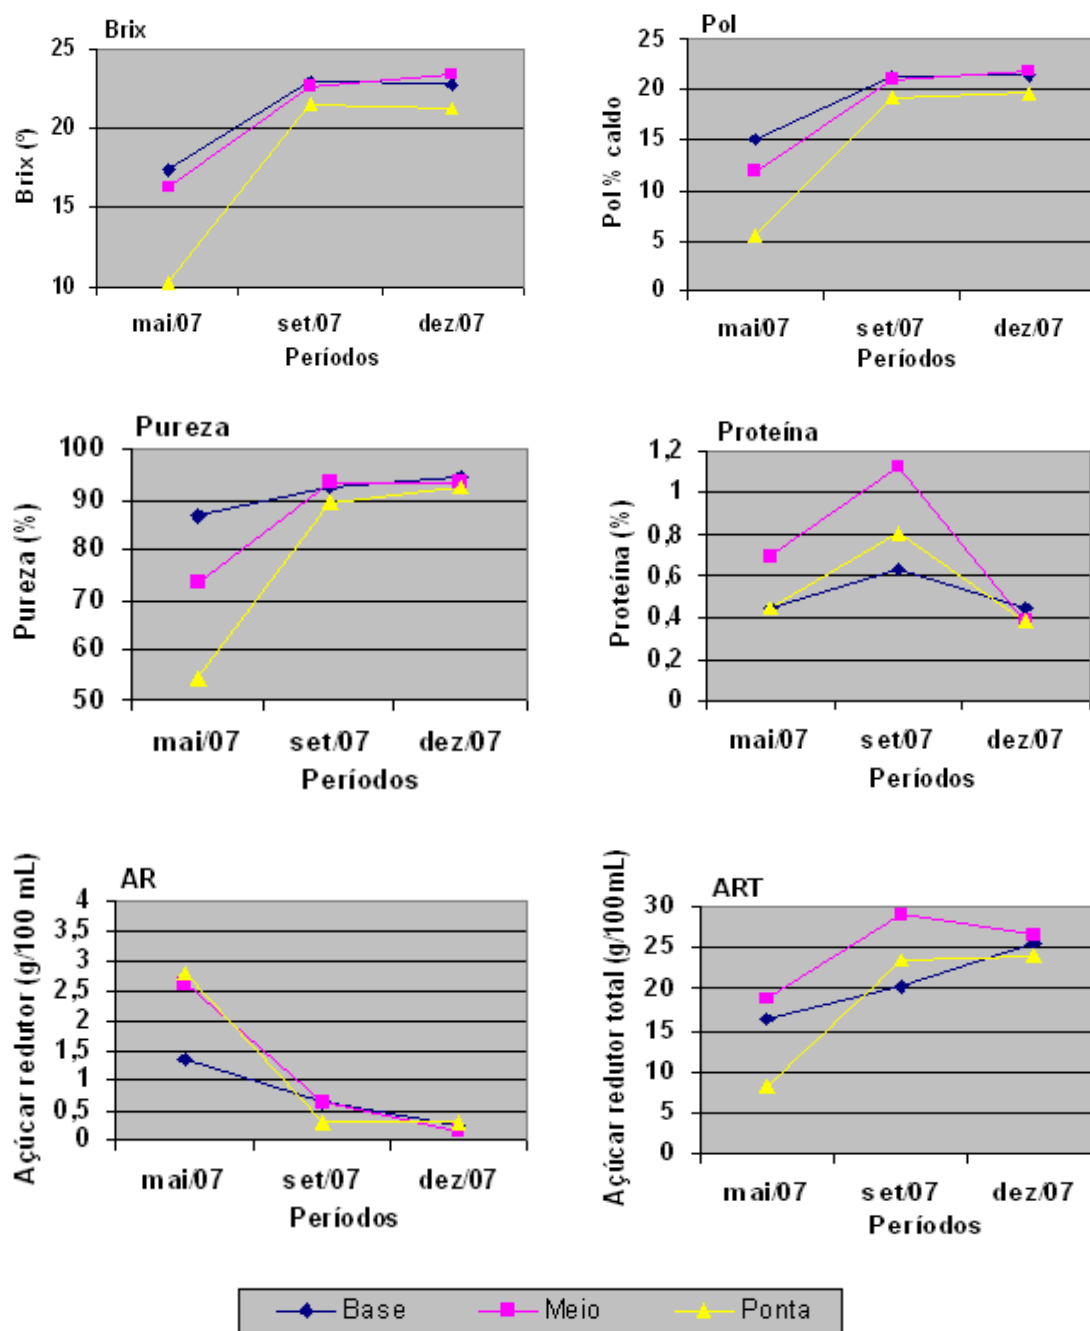 Brix
Brix (º)
25
20
15
10
mai/07 set/07 dez/07
Períodos
Pol
Pol % caldo
25
20
15
10
5
0
mai/07 set/07 dez/07
Períodos
Pureza
Pureza (%)
100
90
80
70
60
50
mai/07 set/07 dez/07
Períodos
Proteína
Proteína (%)
1,2
1
0,8
0,6
0,4
0,2
0
mai/07 set/07 dez/07
Períodos
AR
Açúcar redutor (g/100 mL)
4
3,5
3
2,5
2
1,5
1
0,5
0
mai/07 set/07 dez/07
Períodos
ART
Açúcar redutor total (g/100mL)
30
25
20
15
10
5
0
mai/07 set/07 dez/07
Períodos
Base Meio Ponta